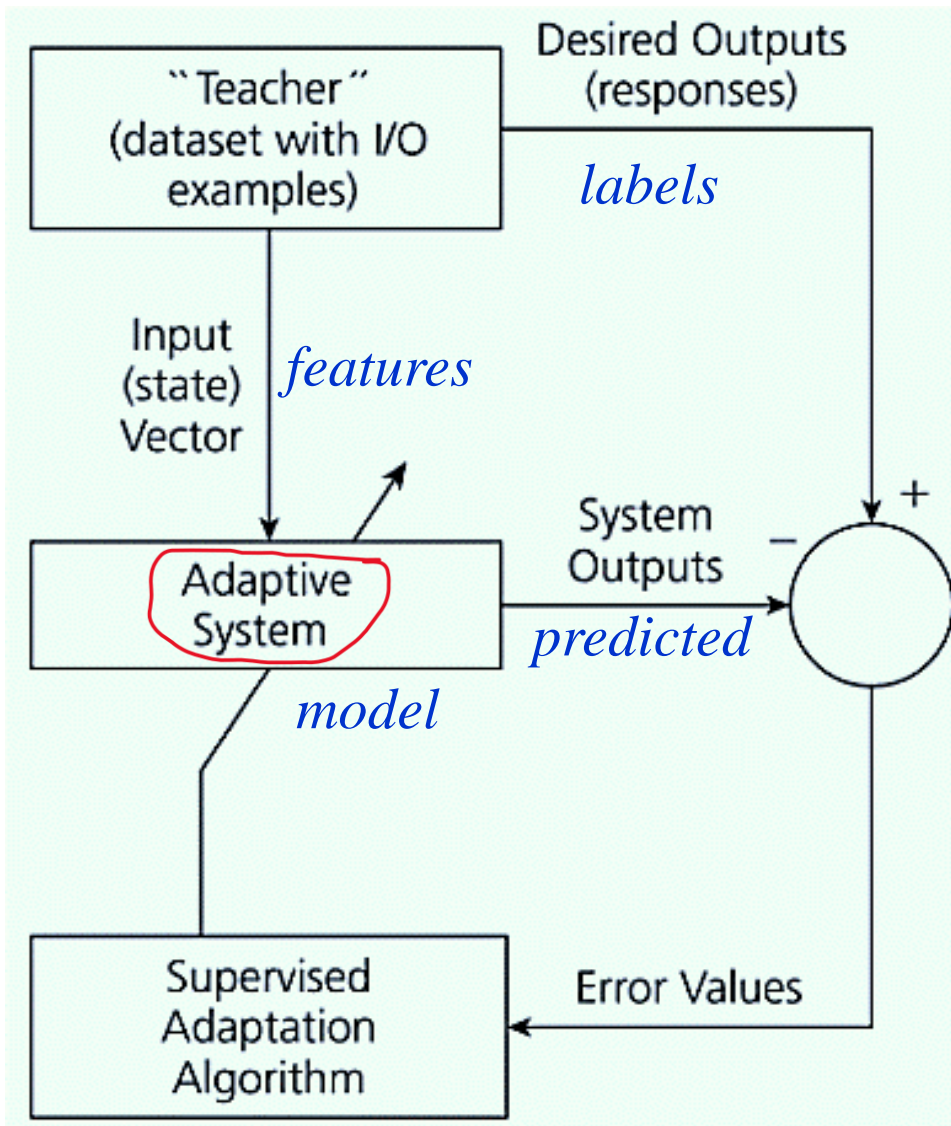 ``Teacher´´
(dataset with I/O
examples)
Desired Outputs
(responses)
labels
Input
(state)
Vector
features
Adaptive
System
model
System
Outputs
predicted
+
−
Supervised
Adaptation
Algorithm
Error Values